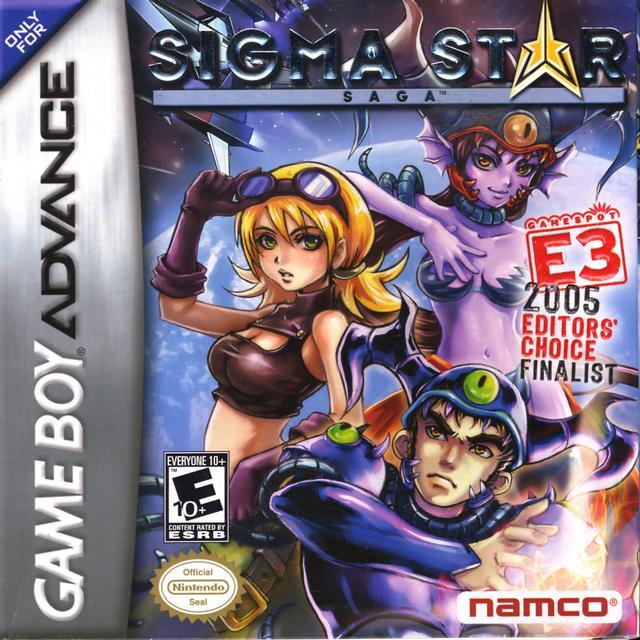 ONLY
FOR
GAME BOY ADVANCE
SIGMA STAR
SAGA™
GAMESPOT
E3
2005
EDITORS'
CHOICE
FINALIST
EVERYONE 10+
E
10+
CONTENT RATED BY
ESRB
Official
Nintendo
Seal
namco®